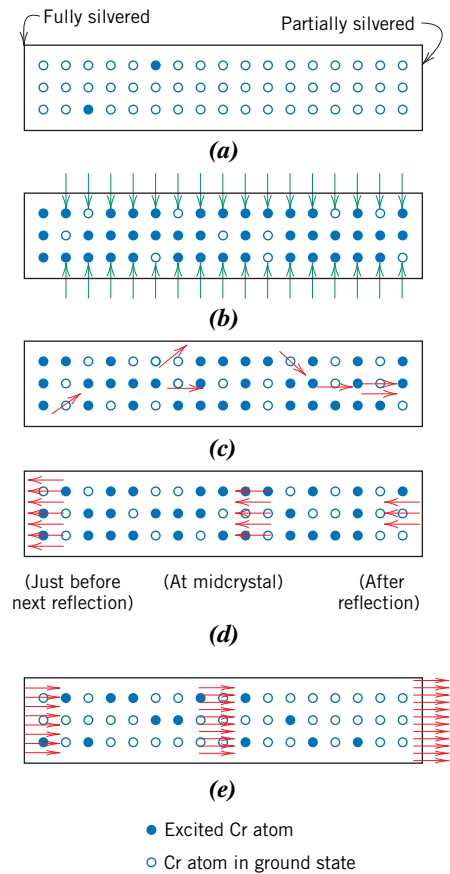 Fully silvered
Partially silvered
(a)
(b)
(c)
(Just before
next reflection)
(At midcrystal)
(After
reflection)
(d)
(e)
Excited Cr atom
Cr atom in ground state